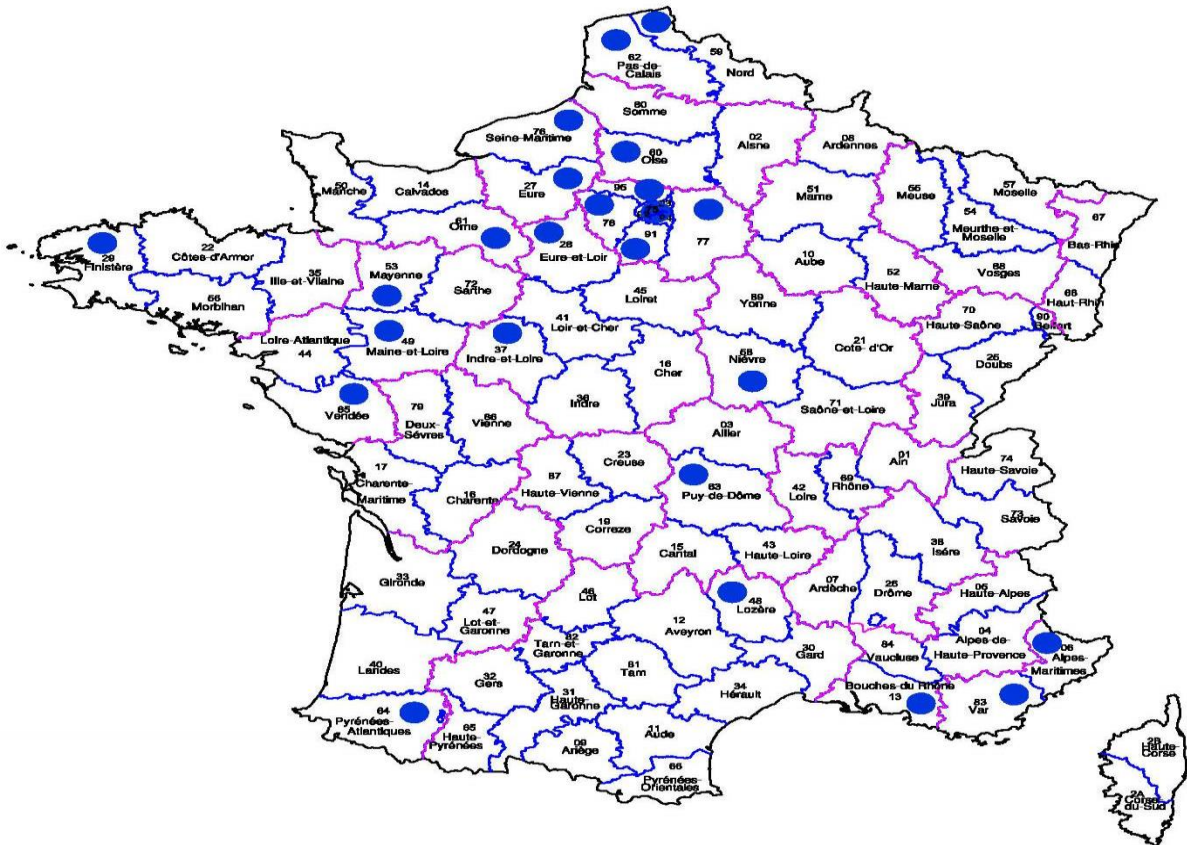 59
Nord
62
Pas-de-
Calais
80
Somme
76
Seine-Maritime
02
Aisne
08
Ardennes
60
Oise
50
Manche
14
Calvados
27
Eure
95
51
Marne
55
Meuse
57
Moselle
54
Meurthe-et-
Moselle
67
Bas-Rhin
78
91
77
61
Orne
28
Eure-et-Loir
29
Finistère
22
Côtes-d'Armor
35
Ille-et-Vilaine
53
Mayenne
72
Sarthe
10
Aube
52
Haute-Marne
88
Vosges
68
Haut-Rhin
56
Morbihan
45
Loiret
89
Yonne
70
Haute-Saône
90
Belfort
41
Loir-et-Cher
Loire-Atlantique
44
49
Maine-et-Loire
37
Indre-et-Loire
21
Cote-d'Or
25
Doubs
58
Nièvre
18
Cher
36
Indre
39
Jura
71
Saône-et-Loire
85
Vendée
79
Deux-
Sévres
86
Vienne
03
Allier
01
Ain
74
Haute-Savoie
17
Charente-
Maritime
16
Charente
87
Haute-Vienne
23
Creuse
63
Puy-de-Dôme
42
Loire
69
Rhône
73
Savoie
19
Correze
24
Dordogne
15
Cantal
43
Haute-Loire
38
Isére
33
Gironde
07
Ardèche
26
Drôme
05
Haute-Alpes
46
Lot
48
Lozère
47
Lot-et-
Garonne
12
Aveyron
82
Tarn-et-
Garonne
04
Alpes-de-
Haute-Provence
06
Alpes-
Maritimes
30
Gard
84
Vaucluse
40
Landes
32
Gers
81
Tarn
34
Hérault
Bouches-du-Rhône
13
83
Var
31
Haute-
Garonne
64
Pyrénées-
Atlantiques
65
Haute-
Pyrénées
09
Ariège
11
Aude
66
Pyrénées-
Orientales
2B
Haute-
Corse
2A
Corse-
du-Sud